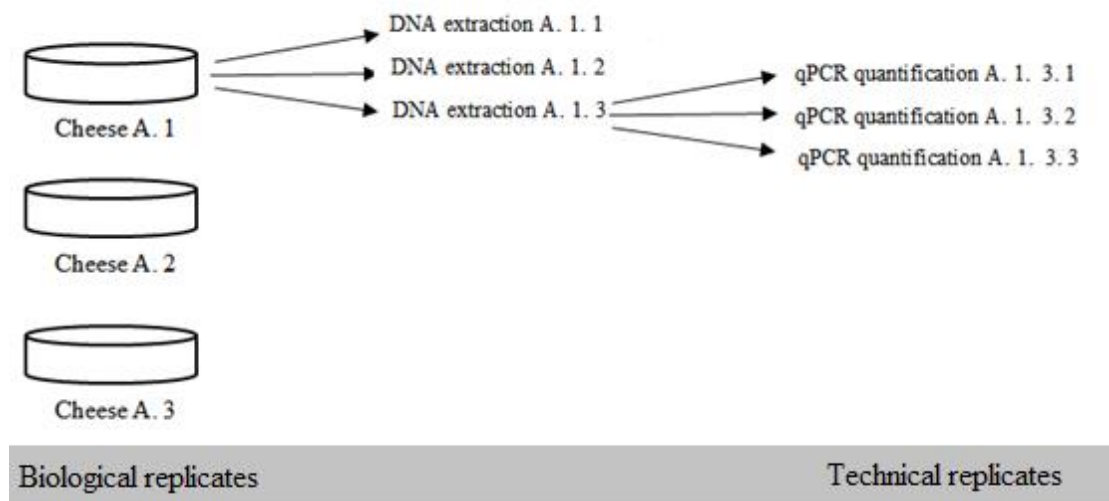 DNA extraction A. 1. 1
DNA extraction A. 1. 2
DNA extraction A. 1. 3
qPCR quantification A. 1. 3.1
qPCR quantification A. 1. 3.2
qPCR quantification A. 1. 3.3
Cheese A. 1
Cheese A. 2
Cheese A. 3
Biological replicates
Technical replicates